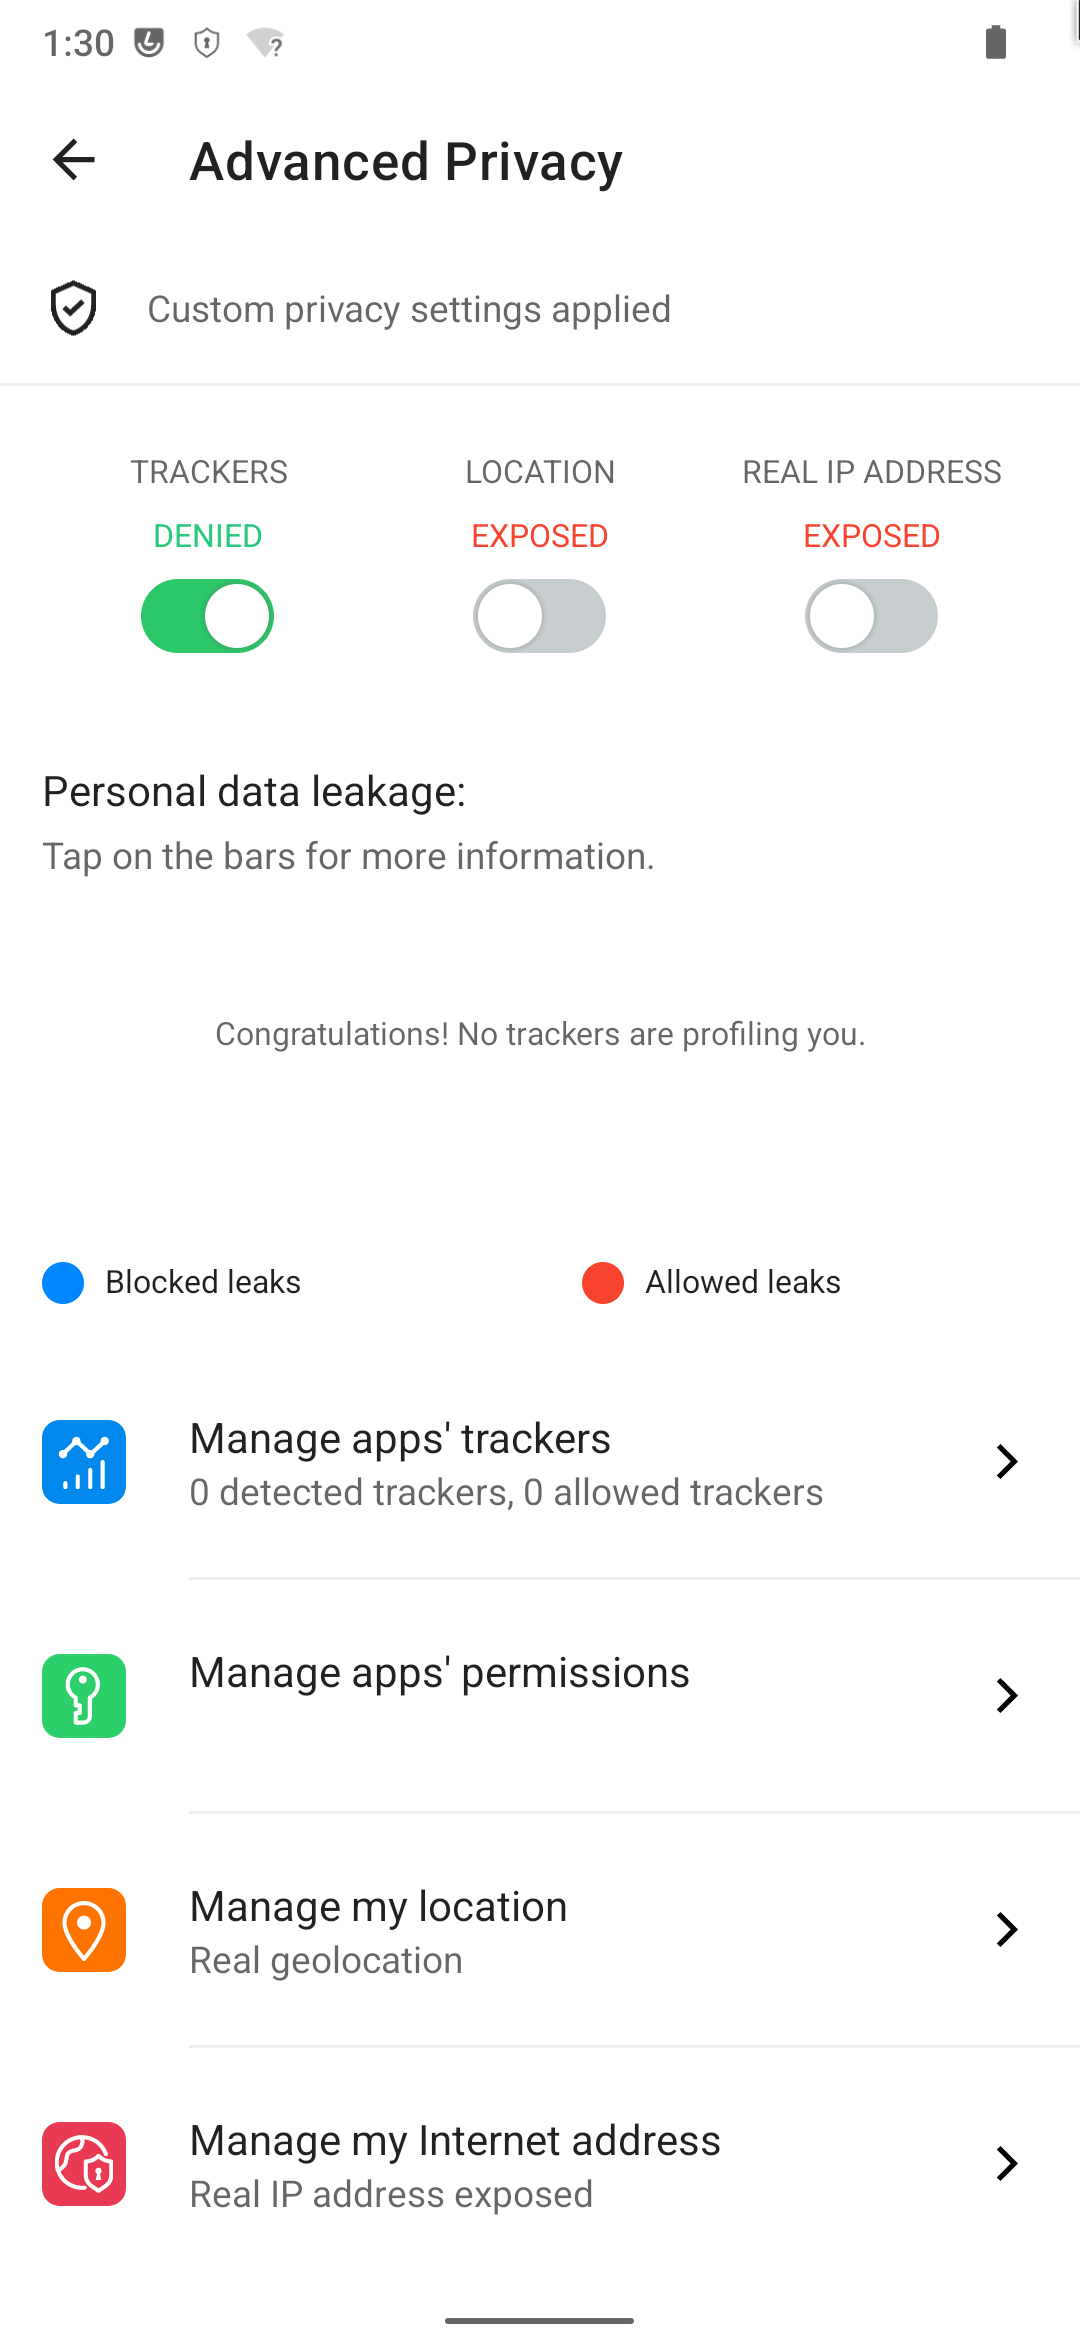 1:30
Advanced Privacy
Custom privacy settings applied
TRACKERS
DENIED
LOCATION
EXPOSED
REAL IP ADDRESS
EXPOSED
Personal data leakage:
Tap on the bars for more information.
Congratulations! No trackers are profiling you.
Blocked leaks
Allowed leaks
Manage apps' trackers
0 detected trackers, 0 allowed trackers
Manage apps' permissions
Manage my location
Real geolocation
Manage my Internet address
Real IP address exposed